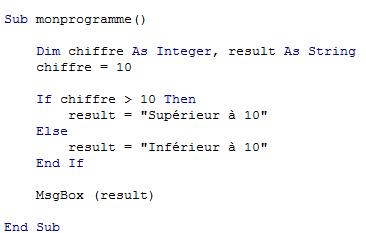 Sub monprogramme()
Dim chiffre As Integer, result As String
chiffre = 10
If chiffre > 10 Then
result = "Supérieur à 10"
Else
result = "Inférieur à 10"
End If
MsgBox (result)
End Sub